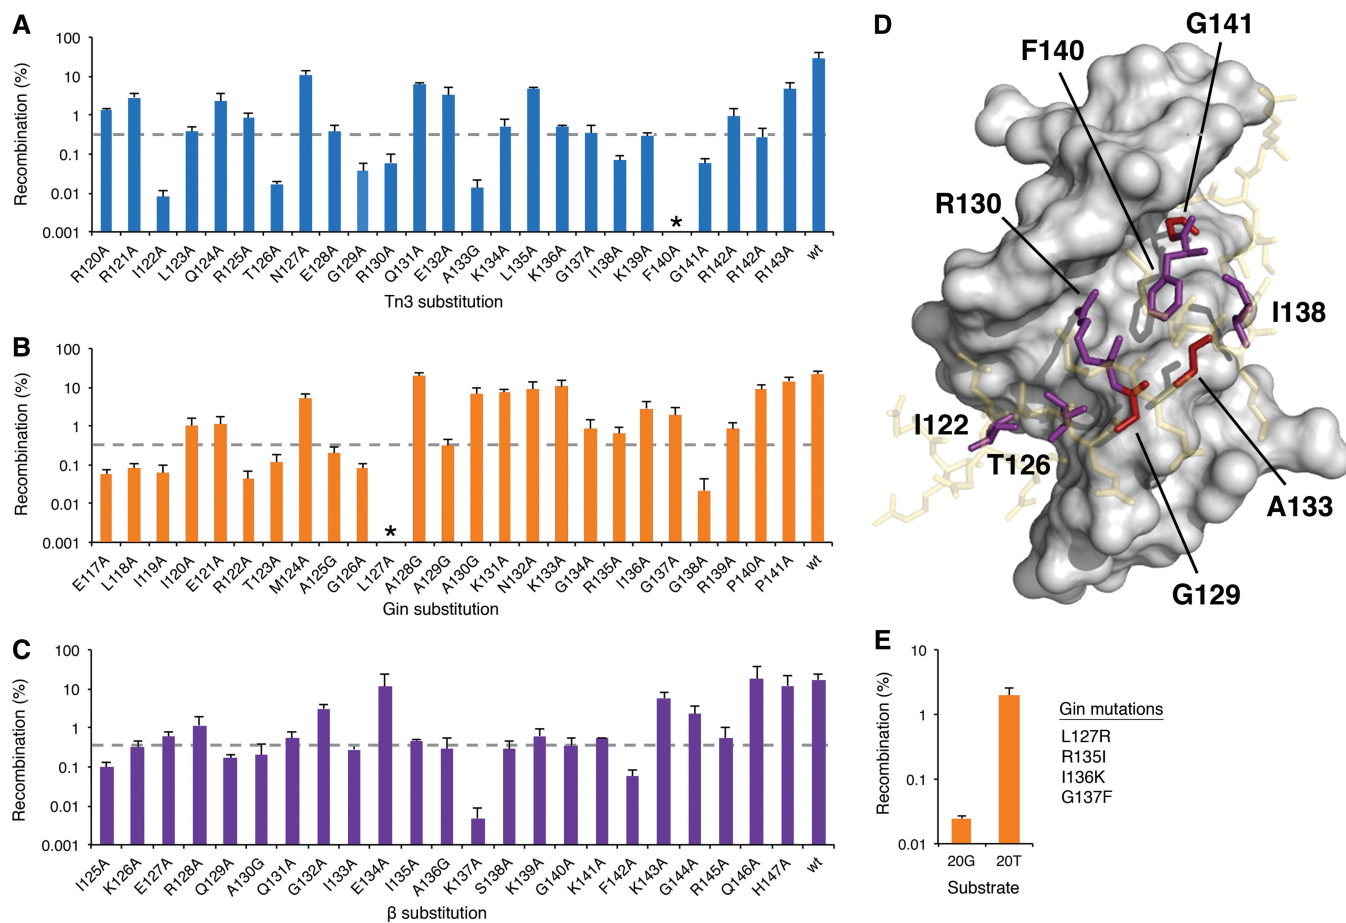 A
Recombination (%)
100
10
1
0.1
0.01
0.001
*
R120A R121A I122A L123A Q124A R125A T126A N127A E128A G129A R130A Q131A E132A A133G K134A L135A K136A G137A I138A K139A F140A G141A R142A R142A R143A wt
Tn3 substitution
B
Recombination (%)
100
10
1
0.1
0.01
0.001
*
E117A L118A I119A I120A E121A R122A T123A M124A A125G G126A L127A A128G A129G A130G K131A N132A K133A G134A R135A I136A G137A G138A R139A P140A P141A wt
Gin substitution
C
Recombination (%)
100
10
1
0.1
0.01
0.001
I125A K126A E127A R128A Q129A A130G Q131A G132A I133A E134A I135A A136G K137A S138A K139A G140A K141A F142A K143A G144A R145A Q146A H147A wt
β substitution
D
G141
F140
R130
I138
I122
T126
A133
G129
E
Recombination (%)
10
1
0.1
0.01
20G 20T
Substrate
Gin mutations
L127R
R135I
I136K
G137F